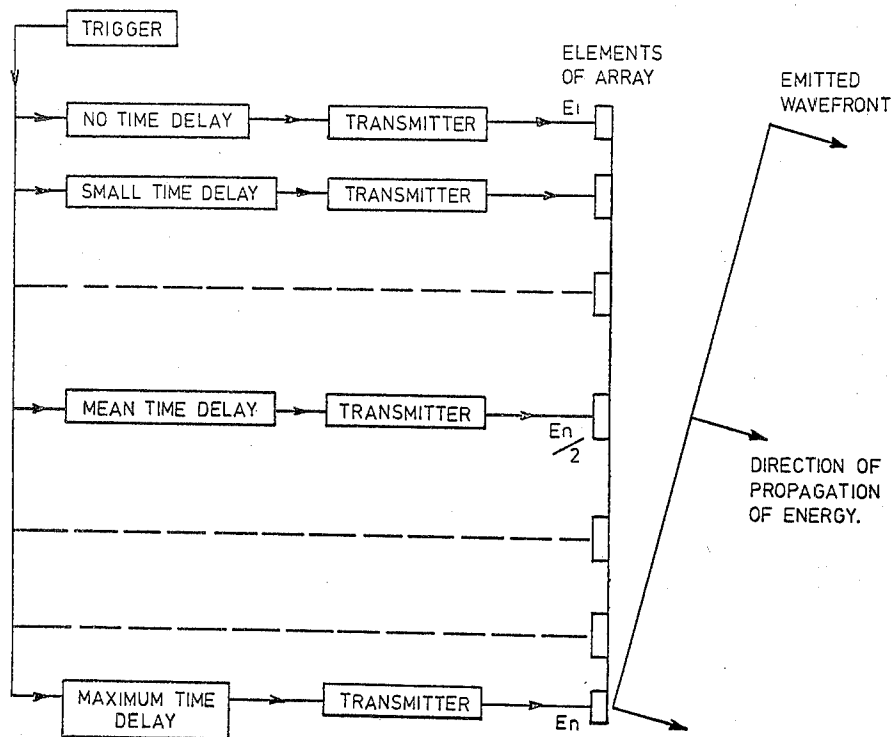 TRIGGER
ELEMENTS
OF ARRAY
EMITTED
WAVEFRONT
E1
NO TIME DELAY
TRANSMITTER
SMALL TIME DELAY
TRANSMITTER
MEAN TIME DELAY
TRANSMITTER
En/2
DIRECTION OF
PROPAGATION
OF ENERGY.
MAXIMUM TIME
DELAY
TRANSMITTER
En